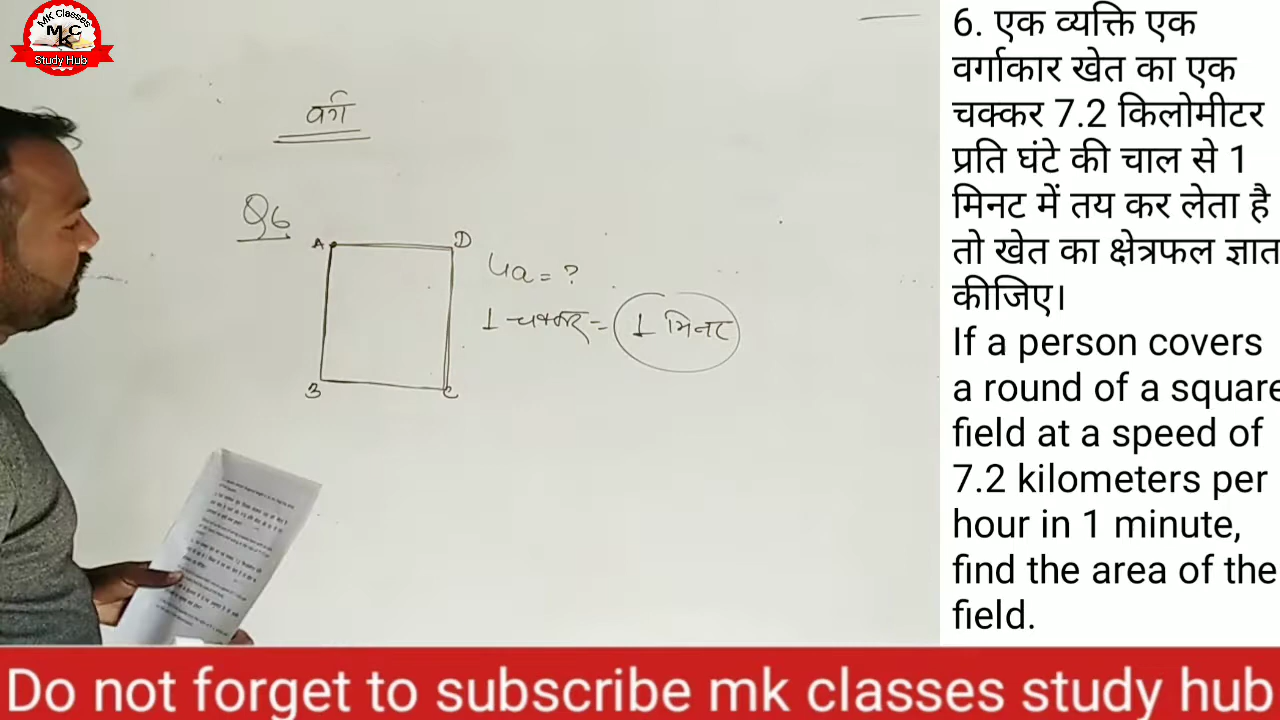 MK Classes
MKC
Study Hub
वर्ग
Q6
A
D
4a = ?
1 चक्कर = 1 मिनट
B
C
6. एक व्यक्ति एक
वर्गाकार खेत का एक
चक्कर 7.2 किलोमीटर
प्रति घंटे की चाल से 1
मिनट में तय कर लेता है
तो खेत का क्षेत्रफल ज्ञात
कीजिए।
If a person covers
a round of a square
field at a speed of
7.2 kilometers per
hour in 1 minute,
find the area of the
field.
Do not forget to subscribe mk classes study hub